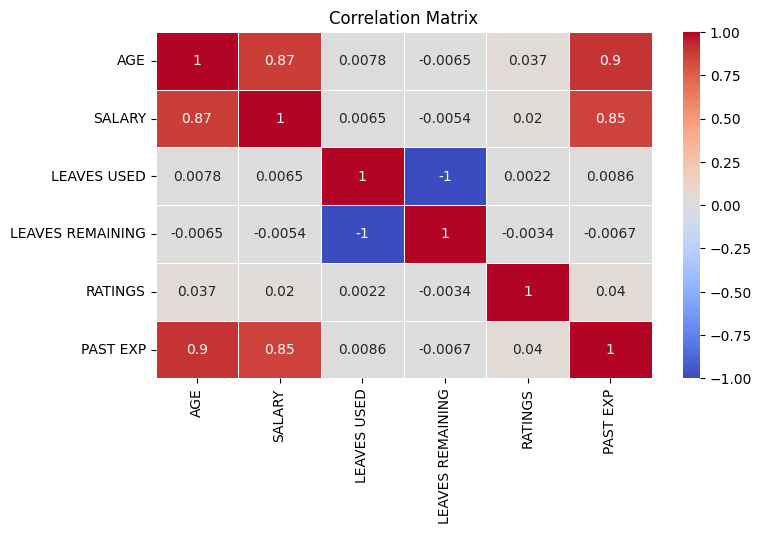 Correlation Matrix
AGE 1 0.87 0.0078 -0.0065 0.037 0.9
SALARY 0.87 1 0.0065 -0.0054 0.02 0.85
LEAVES USED 0.0078 0.0065 1 -1 0.0022 0.0086
LEAVES REMAINING -0.0065 -0.0054 -1 1 -0.0034 -0.0067
RATINGS 0.037 0.02 0.0022 -0.0034 1 0.04
PAST EXP 0.9 0.85 0.0086 -0.0067 0.04 1
AGE
SALARY
LEAVES USED
LEAVES REMAINING
RATINGS
PAST EXP
1.00
0.75
0.50
0.25
0.00
−0.25
−0.50
−0.75
−1.00